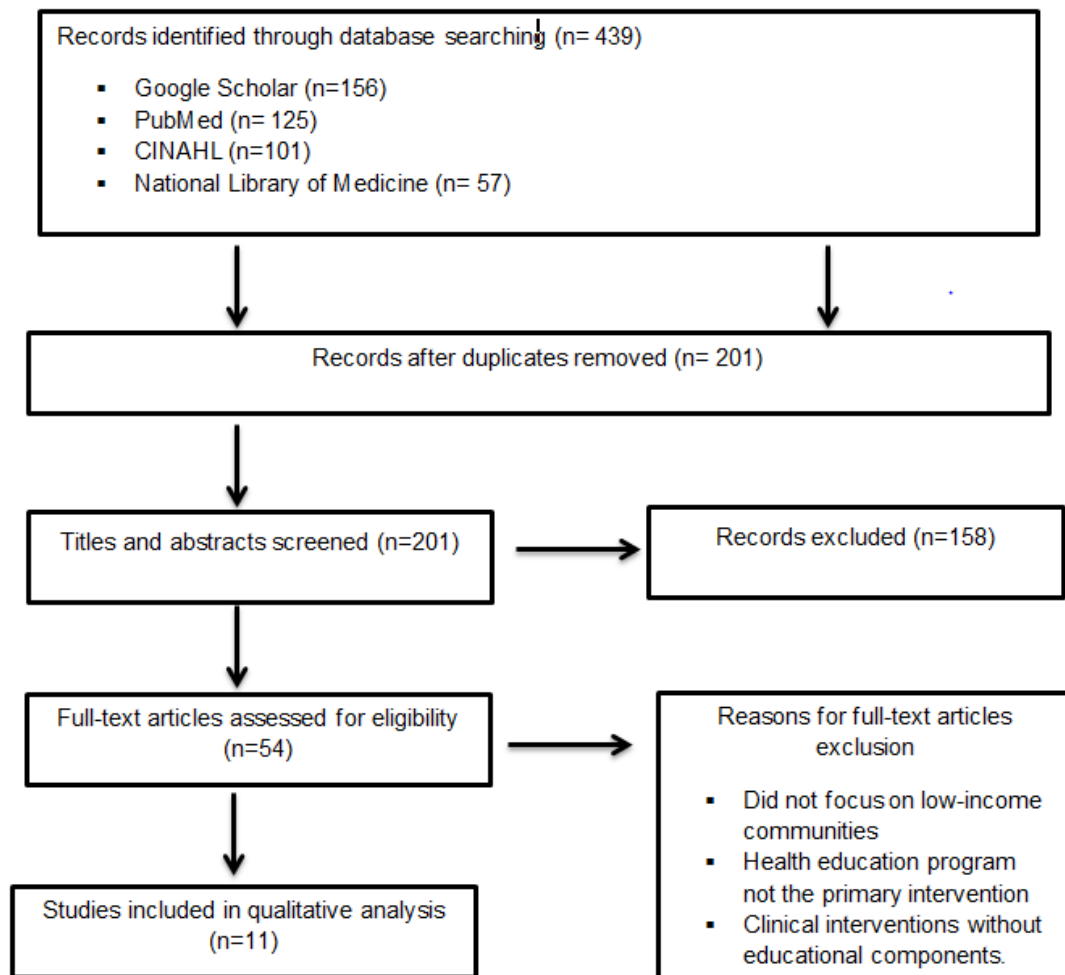 Records identified through database searching (n= 439)
▪ Google Scholar (n=156)
▪ PubMed (n= 125)
▪ CINAHL (n=101)
▪ National Library of Medicine (n= 57)
Records after duplicates removed (n= 201)
Titles and abstracts screened (n=201)
Records excluded (n=158)
Full-text articles assessed for eligibility
(n=54)
Reasons for full-text articles
exclusion
▪ Did not focus on low-income
communities
▪ Health education program
not the primary intervention
▪ Clinical interventions without
educational components.
Studies included in qualitative analysis
(n=11)